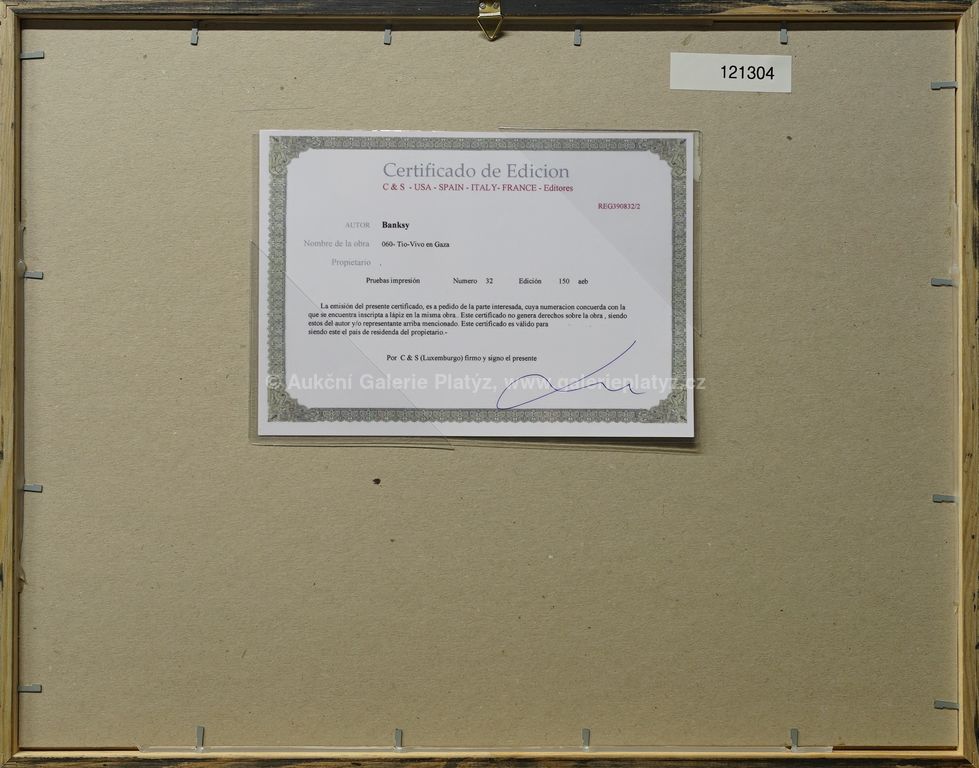 121304
Certificado de Edicion
C & S - USA - SPAIN - ITALY- FRANCE - Editores
REG390832/2
AUTOR Banksy
Nombre de la obra 060- Tio-Vivo en Gaza
Propietario .
Pruebas impresión Numero 32 Edición 150 aeb
La emisión del presente certificado, es a pedido de la parte interesada, cuya numeracion concuerda con la
que se encuentra inscripta a lápiz en la misma obra.. Este certificado no genera derechos sobre la obra , siendo
estos del autor y/o representante arriba mencionado. Este certificado es válido para
siendo este el pais de residenda del propietario.-
Por C & S (Luxemburgo) firmo y signo el presente
© Aukční Galerie Platýz, www.galerieplatyz.cz